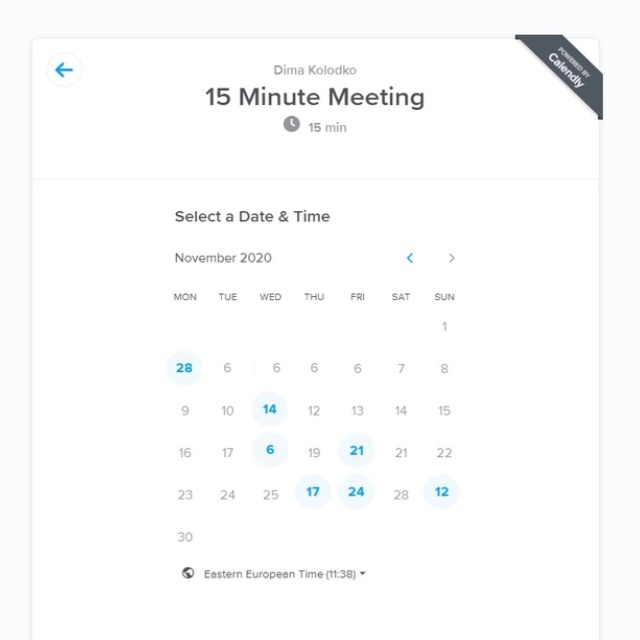 POWERED BY
Calendly
Dima Kolodko
15 Minute Meeting
15 min
Select a Date & Time
November 2020
MON TUE WED THU FRI SAT SUN
1
28 6 6 6 6 7 8
9 10 14 12 13 14 15
16 17 6 19 21 21 22
23 24 25 17 24 28 12
30
Eastern European Time (11:38)